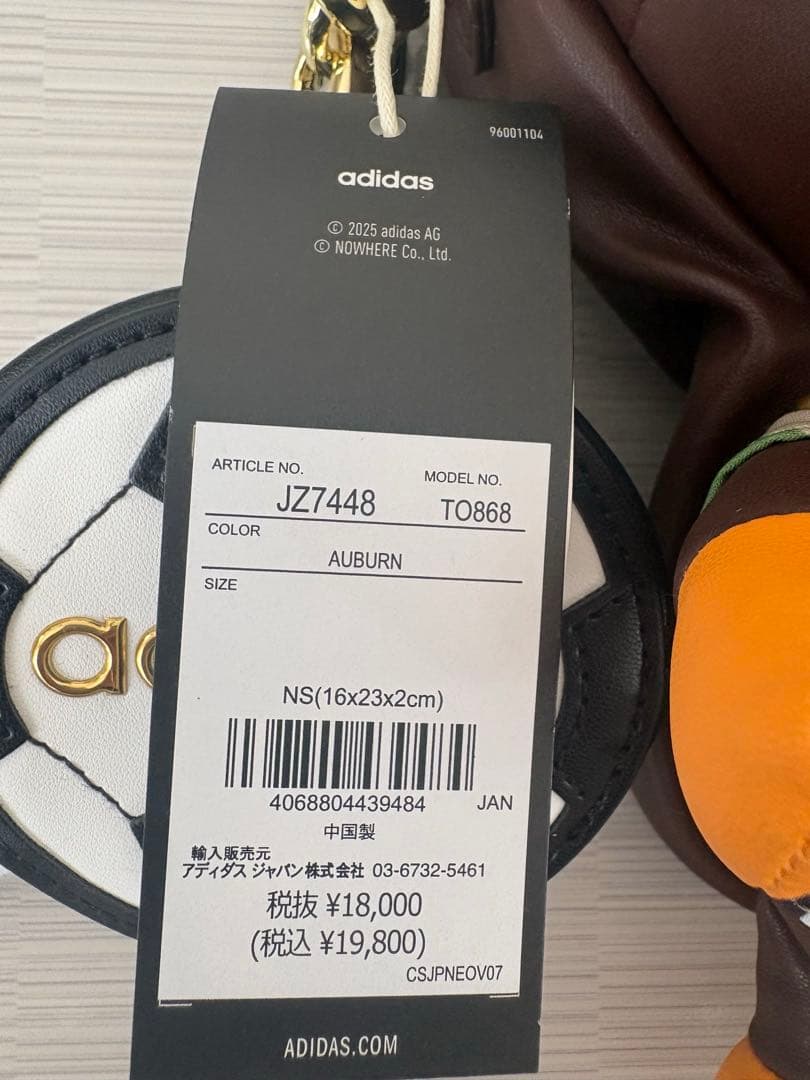 96001104
adidas
© 2025 adidas AG
© NOWHERE Co., Ltd.
ARTICLE NO. MODEL NO.
JZ7448 TO868
COLOR
AUBURN
SIZE
NS(16x23x2cm)
4068804439484 JAN
中国製
輸入販売元
アディダス ジャパン株式会社 03-6732-5461
税抜 ¥18,000
(税込 ¥19,800)
CSJPNEOV07
ADIDAS.COM